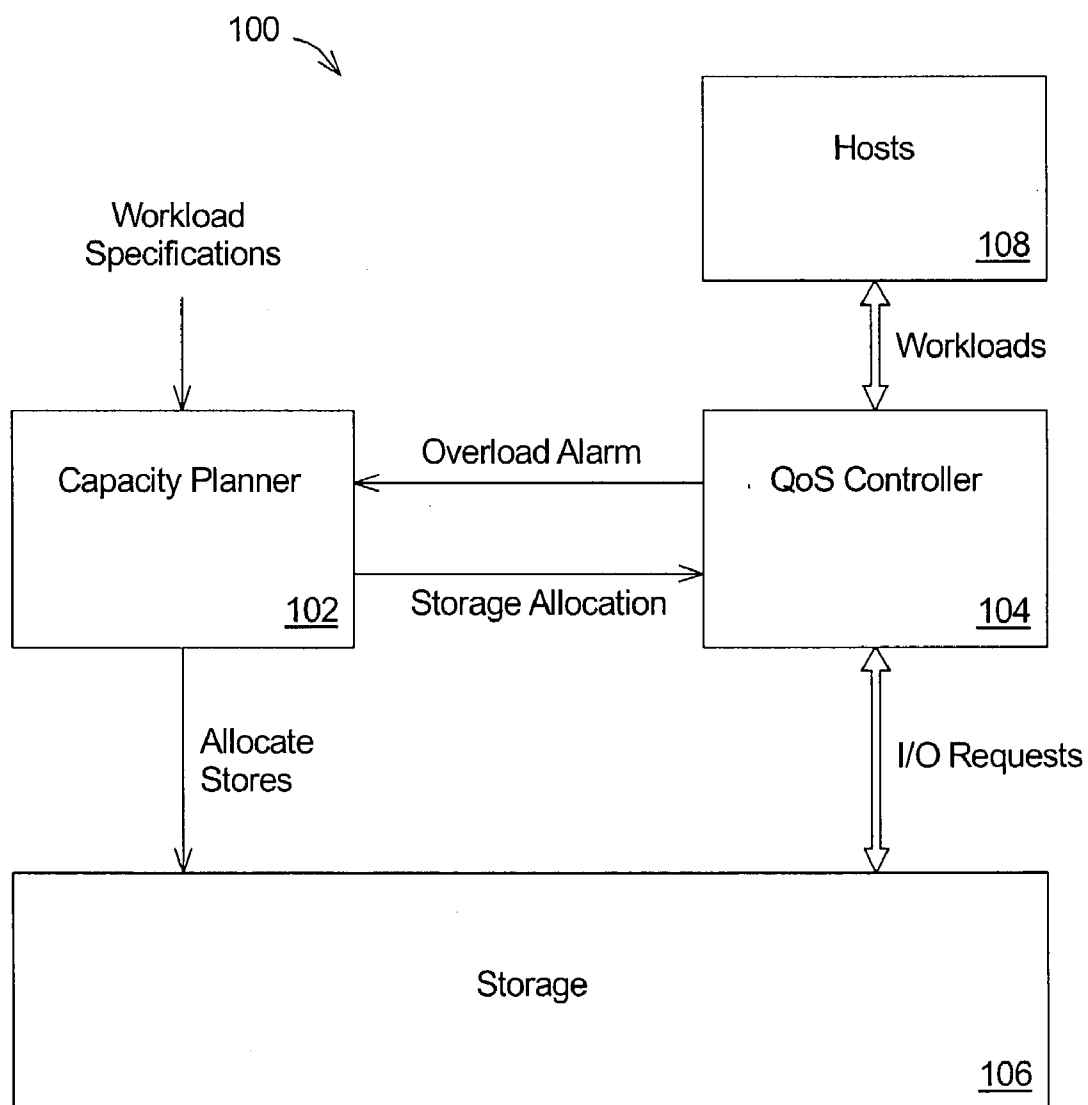 100
Hosts
108
Workload
Specifications
Workloads
Capacity Planner
102
Overload Alarm
Storage Allocation
QoS Controller
104
Allocate
Stores
I/O Requests
Storage
106